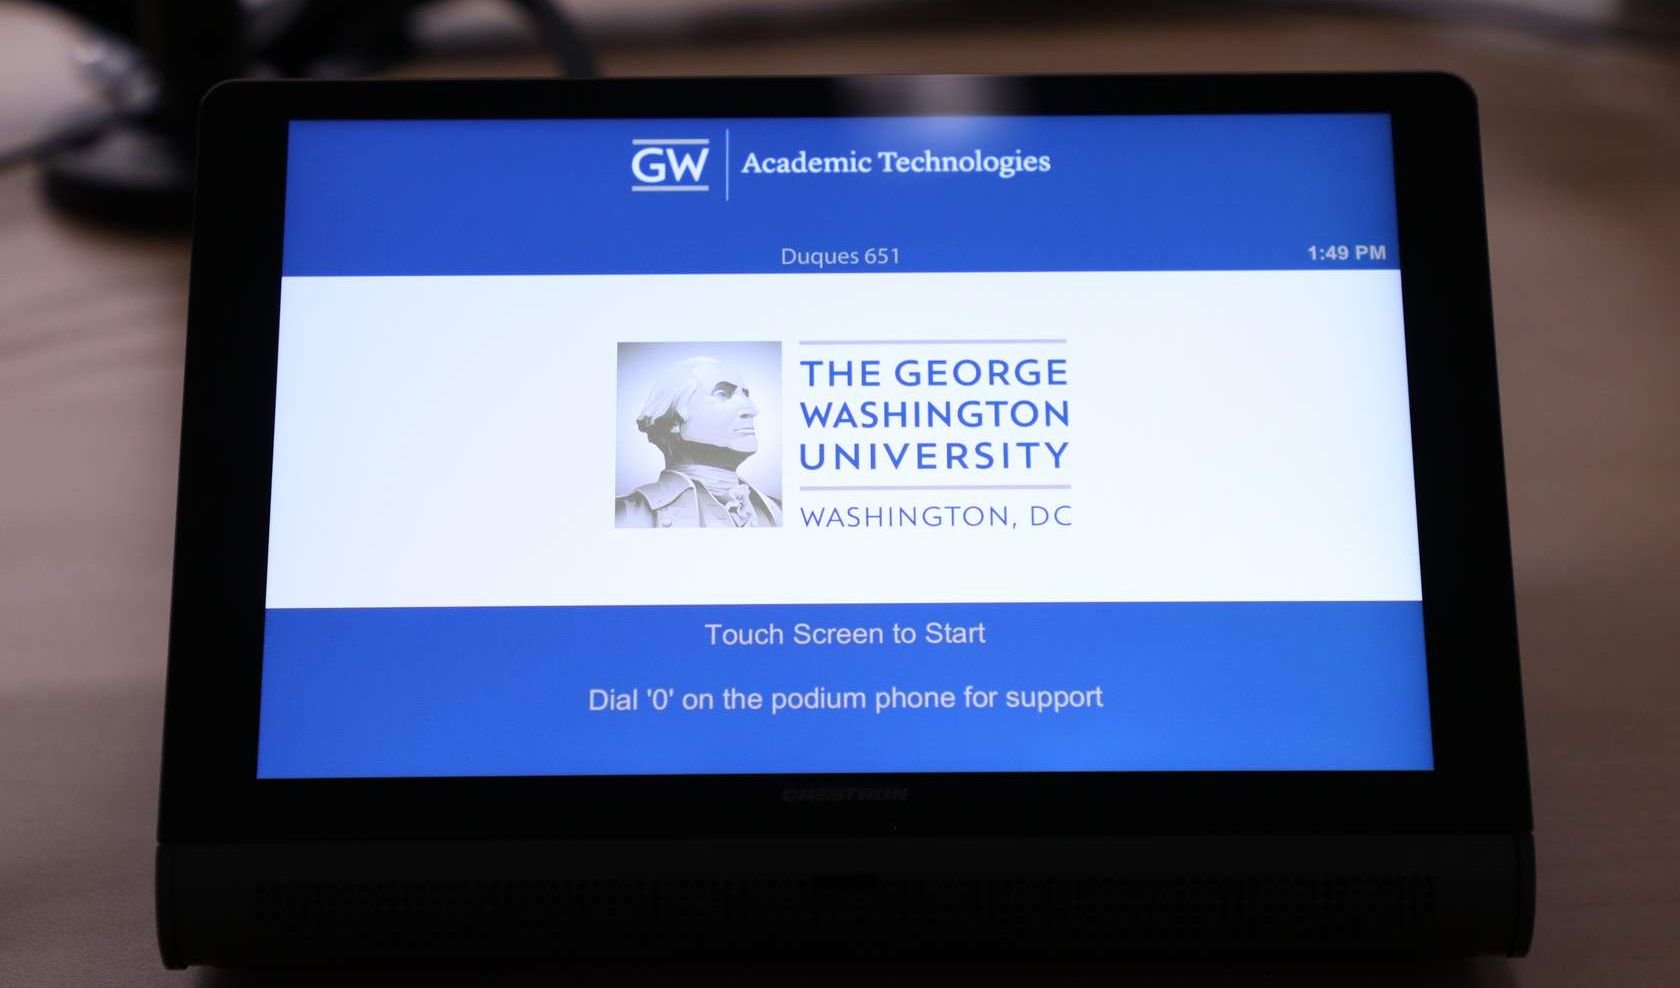 GW Academic Technologies
Duques 651
1:49 PM
THE GEORGE
WASHINGTON
UNIVERSITY
WASHINGTON, DC
Touch Screen to Start
Dial '0' on the podium phone for support
CRESTRON